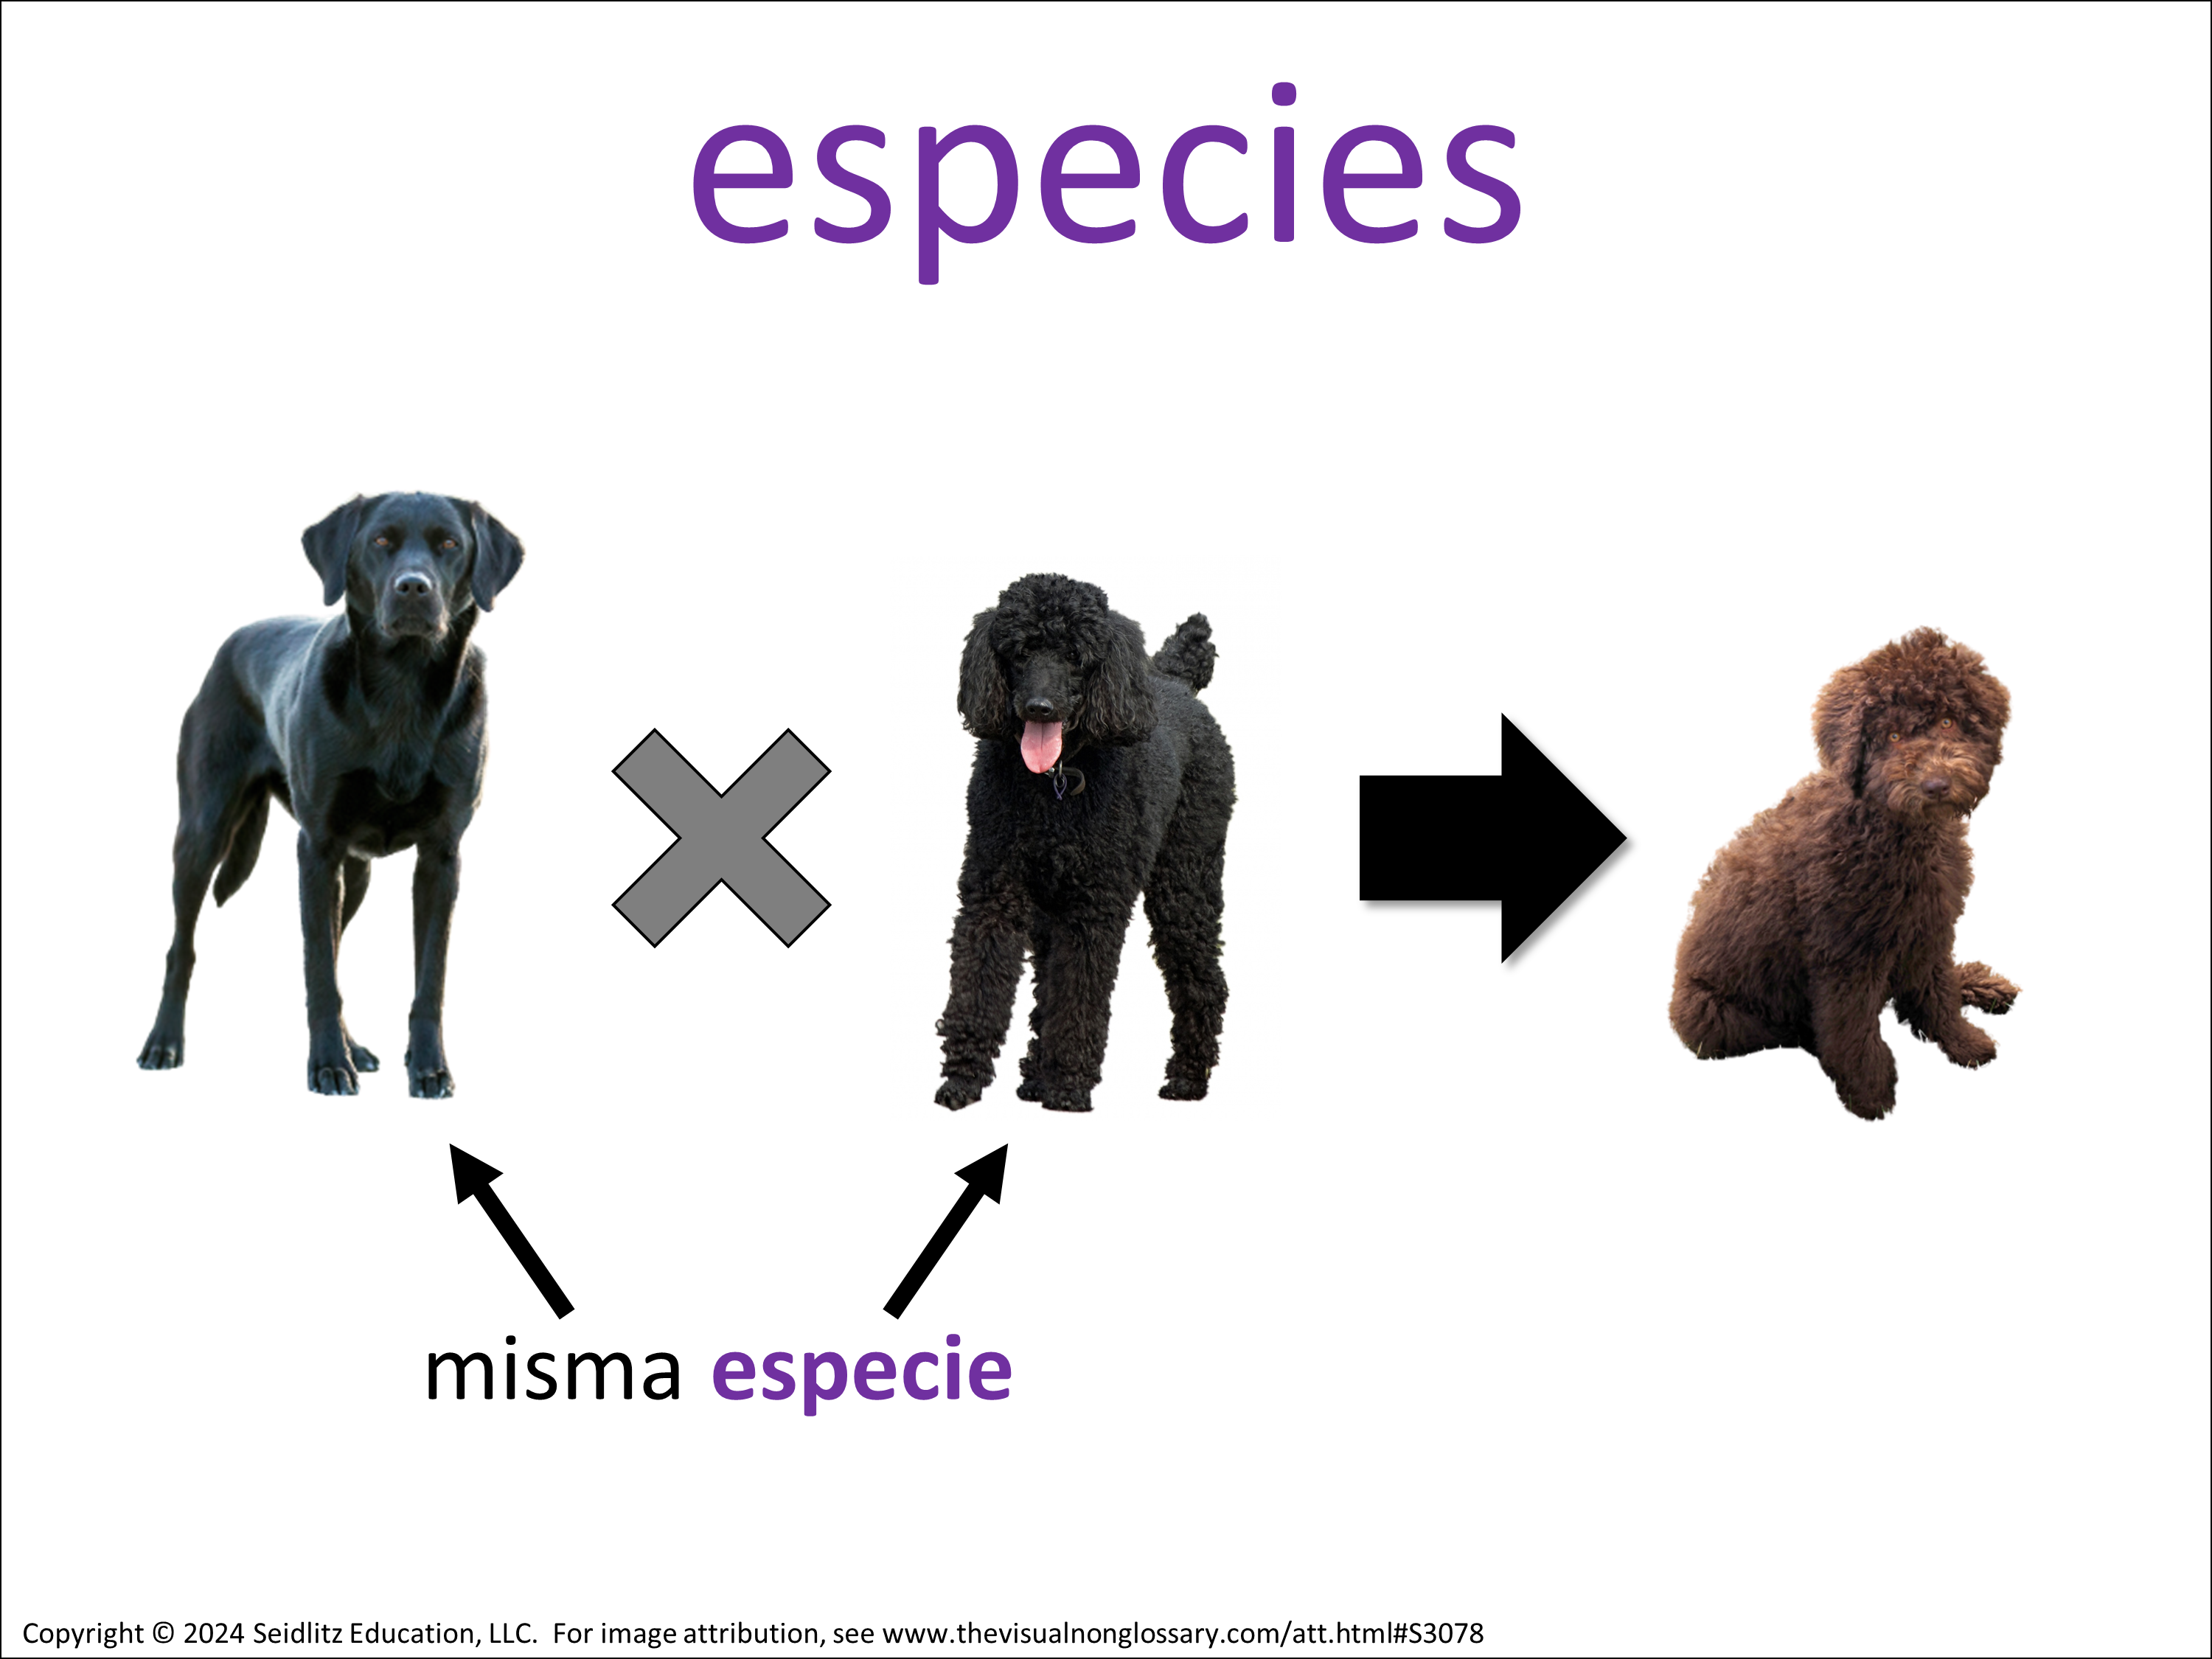 especies
misma especie
Copyright © 2024 Seidlitz Education, LLC.  For image attribution, see www.thevisualnonglossary.com/att.html#S3078